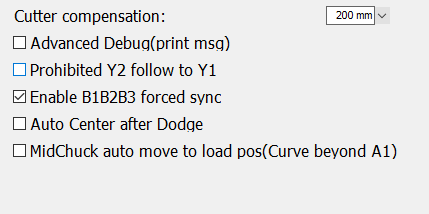 Cutter compensation: 200 mm
Advanced Debug(print msg)
Prohibited Y2 follow to Y1
Enable B1B2B3 forced sync
Auto Center after Dodge
MidChuck auto move to load pos(Curve beyond A1)